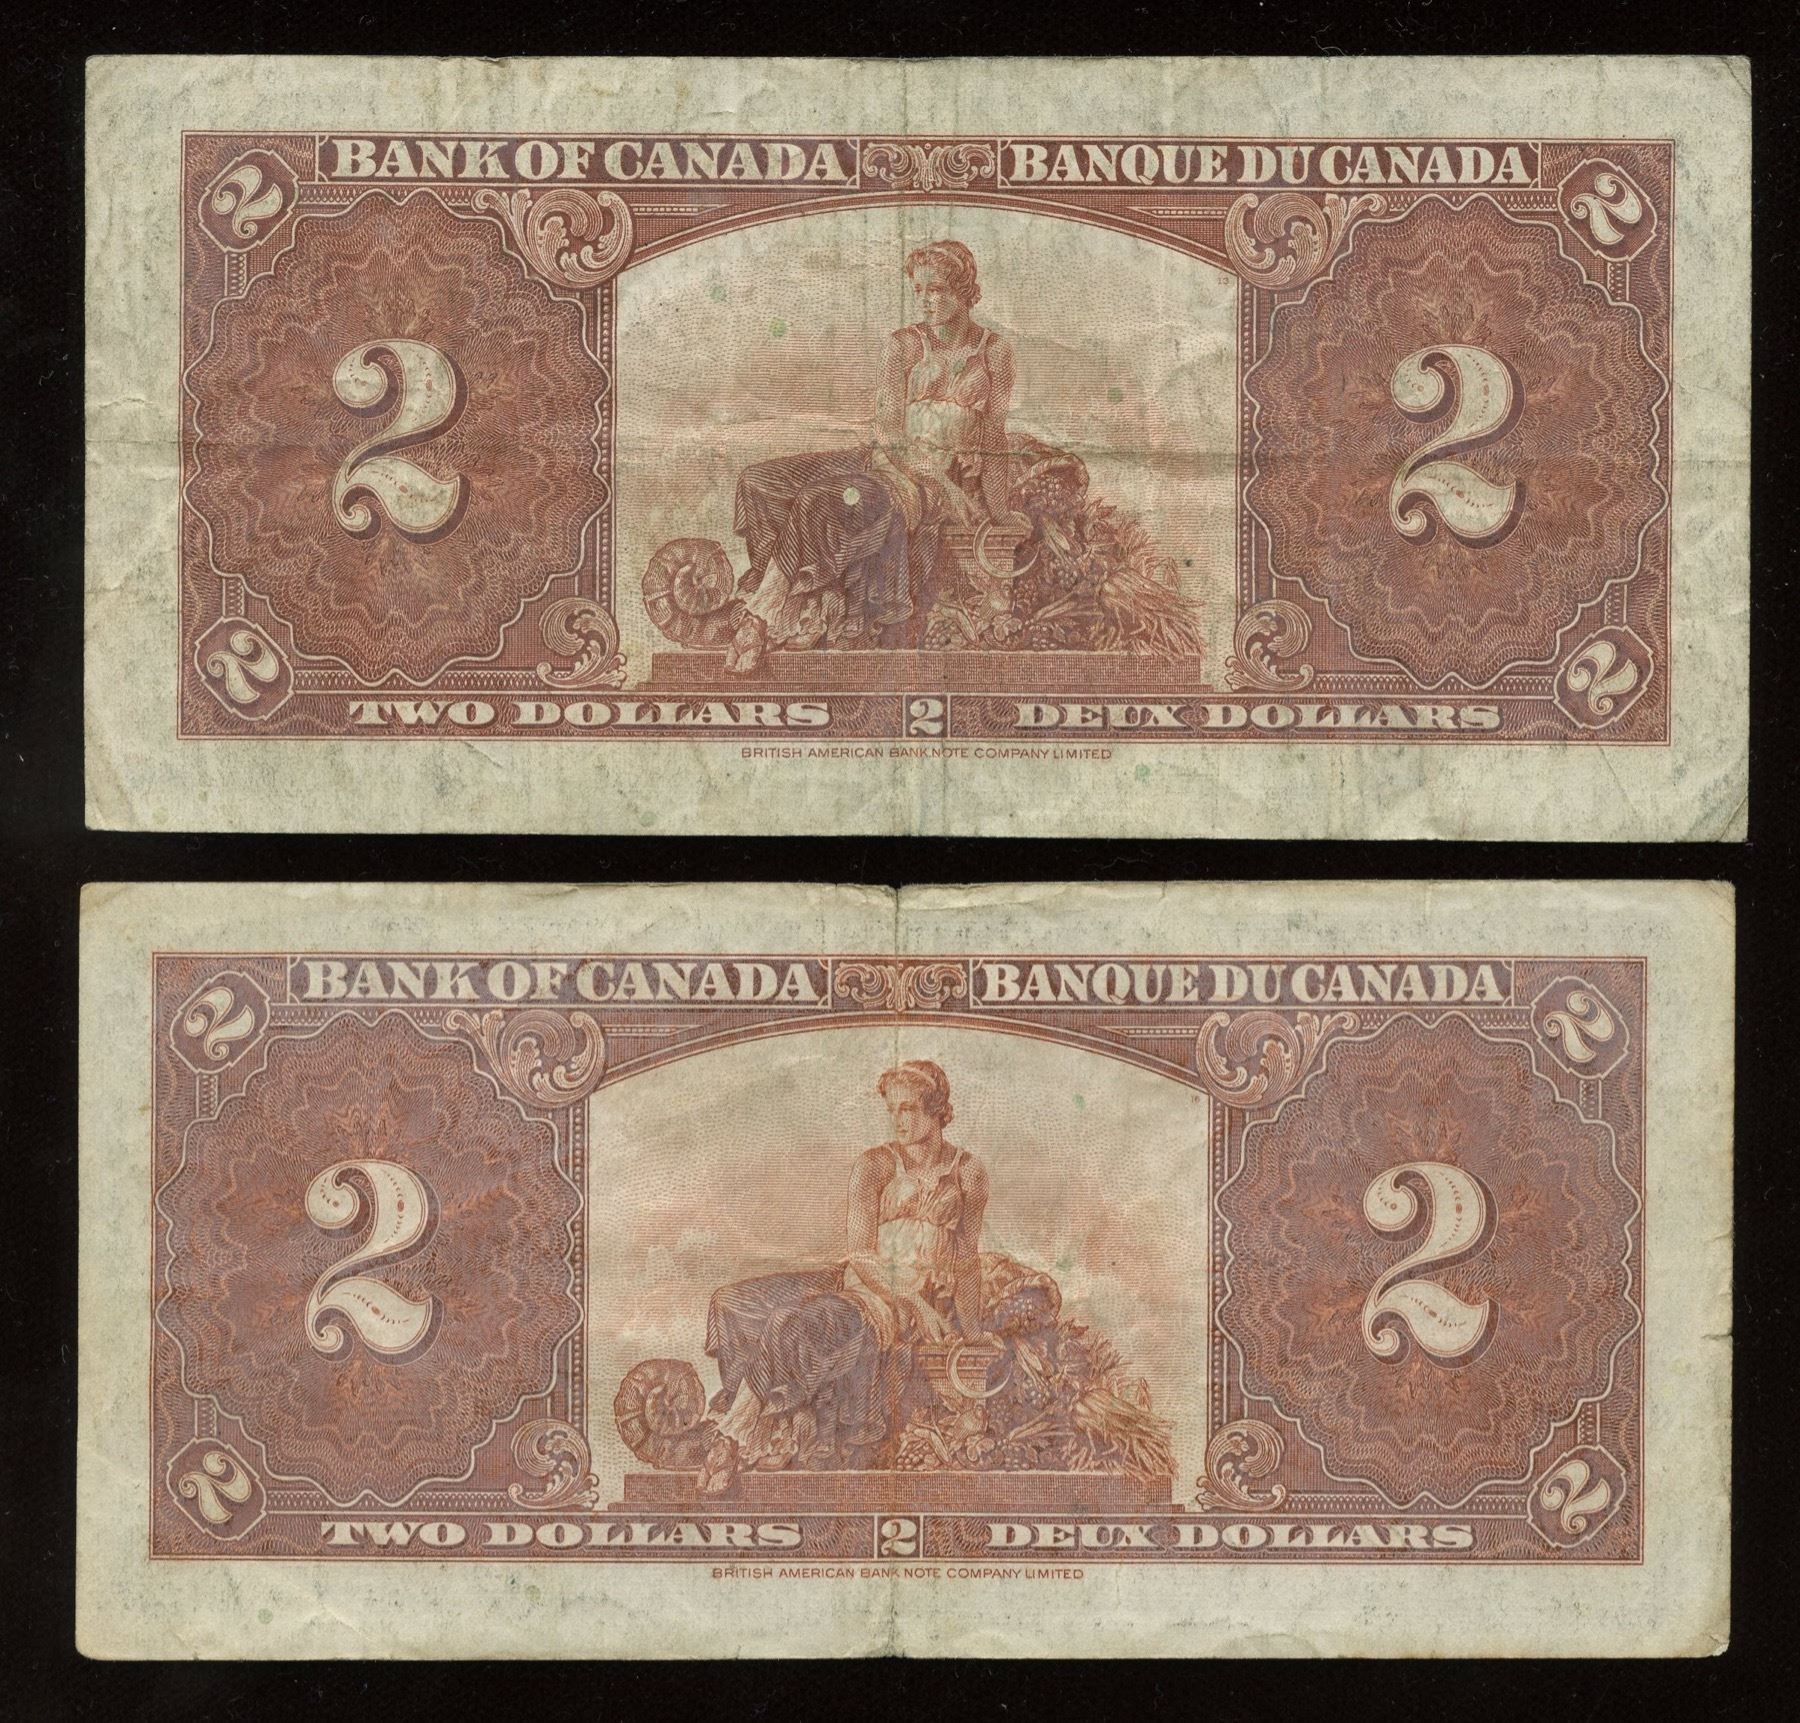 2 BANK OF CANADA BANQUE DU CANADA 2
13
2 2
2 TWO DOLLARS 2 DEUX DOLLARS 2
BRITISH AMERICAN BANK NOTE COMPANY LIMITED
2 BANK OF CANADA BANQUE DU CANADA 2
16
2 2
2 TWO DOLLARS 2 DEUX DOLLARS 2
BRITISH AMERICAN BANK NOTE COMPANY LIMITED